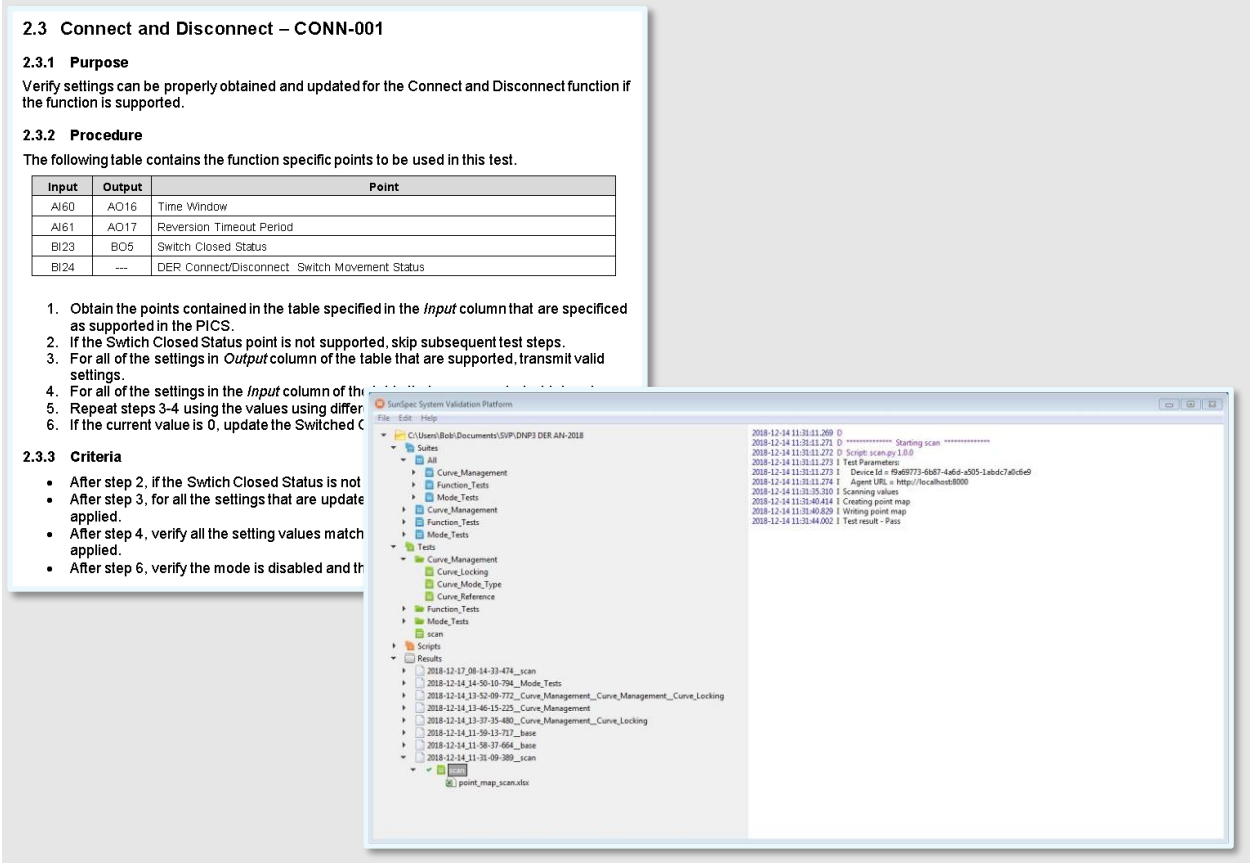 2.3 Connect and Disconnect – CONN-001
2.3.1 Purpose
Verify settings can be properly obtained and updated for the Connect and Disconnect function if
the function is supported.
2.3.2 Procedure
The following table contains the function specific points to be used in this test.
Input Output Point
AI60 AO16 Time Window
AI61 AO17 Reversion Timeout Period
BI23 BO5 Switch Closed Status
BI24 --- DER Connect/Disconnect Switch Movement Status
1. Obtain the points contained in the table specified in the Input column that are specificed
as supported in the PICS.
2. If the Swtich Closed Status point is not supported, skip subsequent test steps.
3. For all of the settings in Output column of the table that are supported, transmit valid
settings.
4. For all of the settings in the Input column of the
5. Repeat steps 3-4 using the values using differ
6. If the current value is 0, update the Switched
2.3.3 Criteria
• After step 2, if the Swtich Closed Status is not
• After step 3, for all the settings that are update
applied.
• After step 4, verify all the setting values match
applied.
• After step 6, verify the mode is disabled and th
SunSpec System Validation Platform
File Edit Help
C:\Users\Bob\Documents\SVP\DNP3 DER AN-2018
Suites
All
Curve_Management
Function_Tests
Mode_Tests
Curve_Management
Function_Tests
Mode_Tests
Tests
Curve_Management
Curve_Locking
Curve_Mode_Type
Curve_Reference
Function_Tests
Mode_Tests
scan
Scripts
Results
2018-12-17_08-14-33-474__scan
2018-12-14_14-50-10-794__Mode_Tests
2018-12-14_13-52-09-772__Curve_Management__Curve_Management__Curve_Locking
2018-12-14_13-46-15-225__Curve_Management
2018-12-14_13-37-35-480__Curve_Management__Curve_Locking
2018-12-14_11-59-13-717__base
2018-12-14_11-58-37-664__base
2018-12-14_11-31-09-389__scan
scan
point_map_scan.xlsx
2018-12-14 11:31:11.269 D
2018-12-14 11:31:11.271 D ************** Starting scan **************
2018-12-14 11:31:11.272 D Script: scan.py 1.0.0
2018-12-14 11:31:11.273 I Test Parameters:
2018-12-14 11:31:11.273 I Device Id = f9a69773-6b87-4a6d-a505-1abdc7a0c6e9
2018-12-14 11:31:11.274 I Agent URL = http://localhost:8000
2018-12-14 11:31:35.310 I Scanning values
2018-12-14 11:31:40.414 I Creating point map
2018-12-14 11:31:40.829 I Writing point map
2018-12-14 11:31:44.002 I Test result - Pass